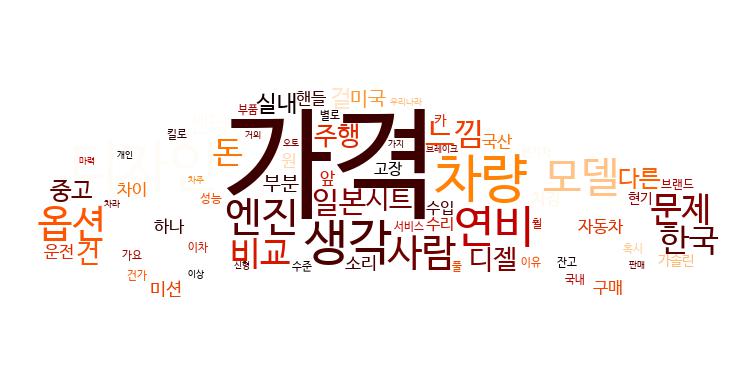 실내 핸들 걸 미국 우리나라
부품 별로 카
킬로 거의 오토 주행 가지 느낌 국산
가격
돈 원 브레이크
마력 개인 부분 앞 고장 차량 모델 다른 브랜드
중고 차이 차주 성능 일본 시트 수입 현기
차라 엔진 연비 문제
옵션 하나 서비스 수리 휠 자동차 한국
운전 건 가요 이차 비교 생각 사람 디젤 이유 잔고 혹시 가솔린
건가 이상 신형 수준 소리 풀 국내 판매
미션 구매